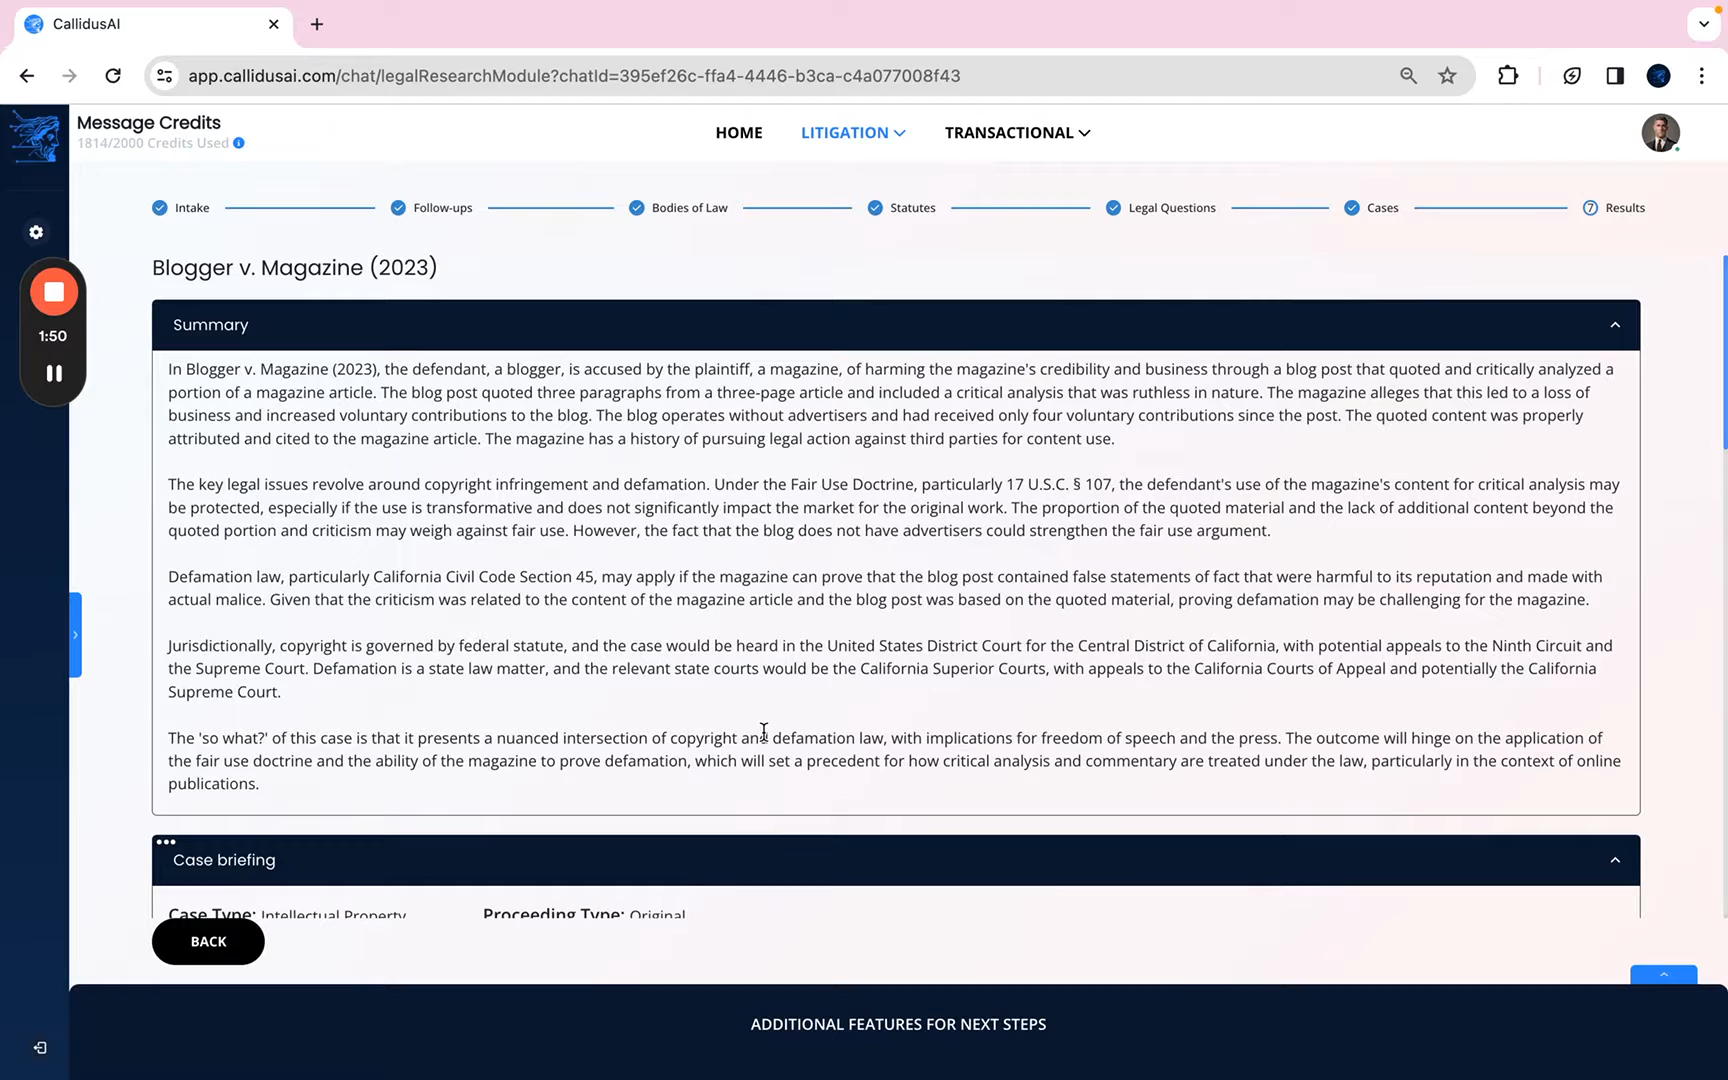 CallidusAI
app.callidusai.com/chat/legalResearchModule?chatId=395ef26c-ffa4-4446-b3ca-c4a077008f43
Message Credits
1814/2000 Credits Used
HOME
LITIGATION
TRANSACTIONAL
Intake
Follow-ups
Bodies of Law
Statutes
Legal Questions
Cases
7 Results
1:50
Blogger v. Magazine (2023)
Summary
In Blogger v. Magazine (2023), the defendant, a blogger, is accused by the plaintiff, a magazine, of harming the magazine's credibility and business through a blog post that quoted and critically analyzed a
portion of a magazine article. The blog post quoted three paragraphs from a three-page article and included a critical analysis that was ruthless in nature. The magazine alleges that this led to a loss of
business and increased voluntary contributions to the blog. The blog operates without advertisers and had received only four voluntary contributions since the post. The quoted content was properly
attributed and cited to the magazine article. The magazine has a history of pursuing legal action against third parties for content use.
The key legal issues revolve around copyright infringement and defamation. Under the Fair Use Doctrine, particularly 17 U.S.C. § 107, the defendant's use of the magazine's content for critical analysis may
be protected, especially if the use is transformative and does not significantly impact the market for the original work. The proportion of the quoted material and the lack of additional content beyond the
quoted portion and criticism may weigh against fair use. However, the fact that the blog does not have advertisers could strengthen the fair use argument.
Defamation law, particularly California Civil Code Section 45, may apply if the magazine can prove that the blog post contained false statements of fact that were harmful to its reputation and made with
actual malice. Given that the criticism was related to the content of the magazine article and the blog post was based on the quoted material, proving defamation may be challenging for the magazine.
Jurisdictionally, copyright is governed by federal statute, and the case would be heard in the United States District Court for the Central District of California, with potential appeals to the Ninth Circuit and
the Supreme Court. Defamation is a state law matter, and the relevant state courts would be the California Superior Courts, with appeals to the California Courts of Appeal and potentially the California
Supreme Court.
The 'so what?' of this case is that it presents a nuanced intersection of copyright and defamation law, with implications for freedom of speech and the press. The outcome will hinge on the application of
the fair use doctrine and the ability of the magazine to prove defamation, which will set a precedent for how critical analysis and commentary are treated under the law, particularly in the context of online
publications.
Case briefing
Case Type: Intellectual Property
Proceeding Type: Original
BACK
ADDITIONAL FEATURES FOR NEXT STEPS